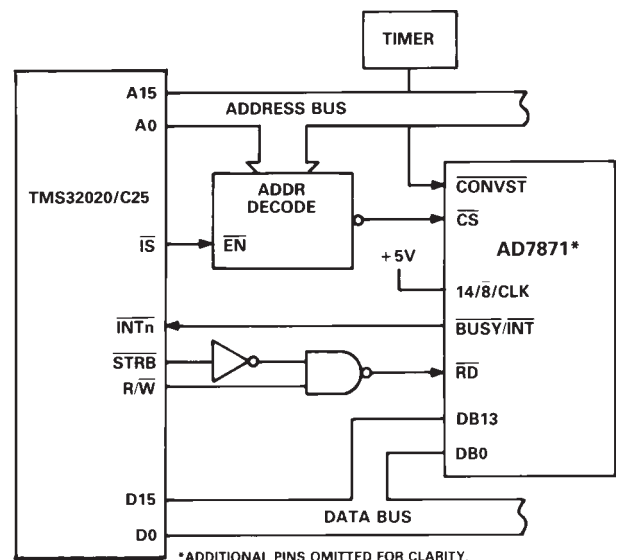 TIMER
A15
ADDRESS BUS
A0
TMS32020/C25
ADDR
DECODE
CONVST
CS
AD7871*
IS
EN
+5V
14/8/CLK
INTn
BUSY/INT
STRB
R/W
RD
DB13
DB0
D15
DATA BUS
D0
*ADDITIONAL PINS OMITTED FOR CLARITY.